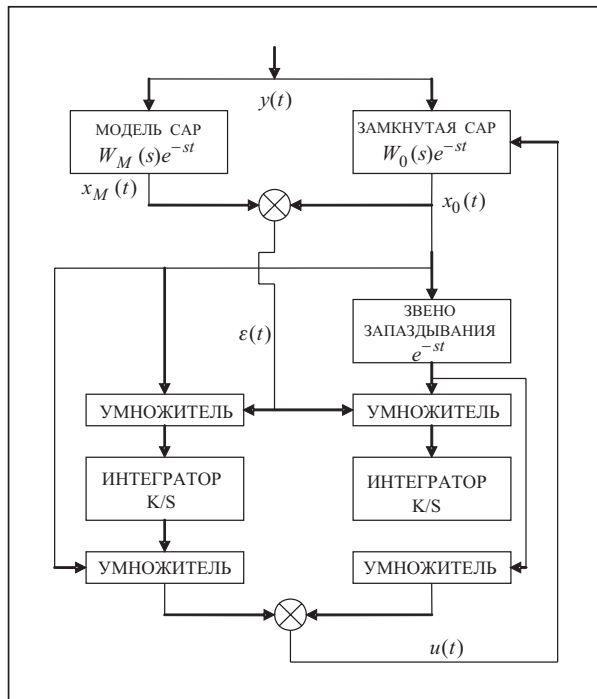 y(t)
МОДЕЛЬ САР
W_M(s)e^{-st}
ЗАМКНУТАЯ САР
W_0(s)e^{-st}
x_M(t)
x_0(t)
ЗВЕНО
ЗАПАЗДЫВАНИЯ
e^{-st}
ε(t)
УМНОЖИТЕЛЬ
УМНОЖИТЕЛЬ
ИНТЕГРАТОР
K/S
ИНТЕГРАТОР
K/S
УМНОЖИТЕЛЬ
УМНОЖИТЕЛЬ
u(t)